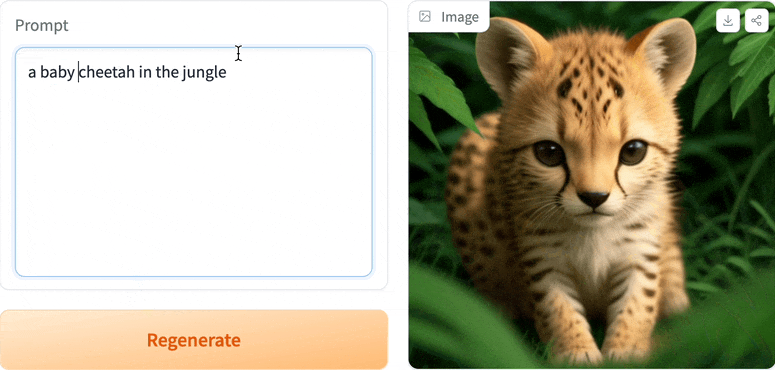 Prompt
a baby cheetah in the jungle
Regenerate
Image